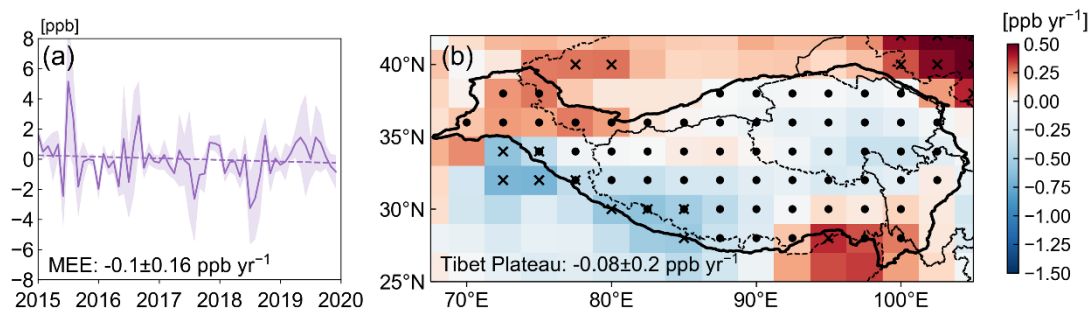 [ppb]
(a)
8
6
4
2
0
−2
−4
−6
−8
MEE: -0.1±0.16 ppb yr⁻¹
2015 2016 2017 2018 2019 2020
(b)
40°N
35°N
30°N
25°N
Tibet Plateau: -0.08±0.2 ppb yr⁻¹
70°E 80°E 90°E 100°E
[ppb yr⁻¹]
0.50
0.25
0.00
−0.25
−0.50
−0.75
−1.00
−1.25
−1.50